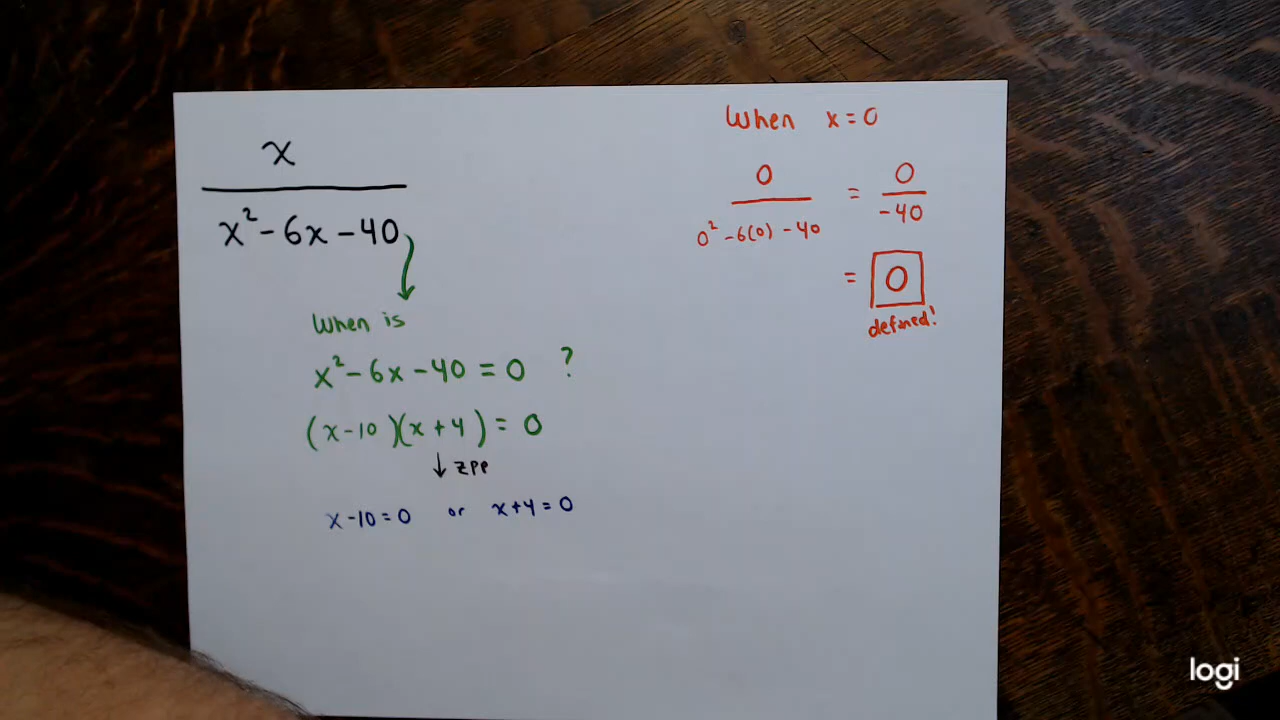 x
x² - 6x - 40
When is
x² - 6x - 40 = 0 ?
(x - 10)(x + 4) = 0
↓ ZPP
x - 10 = 0 or x + 4 = 0
When x = 0
0 / 0² - 6(0) - 40 = 0 / -40
= 0
defined!
logi